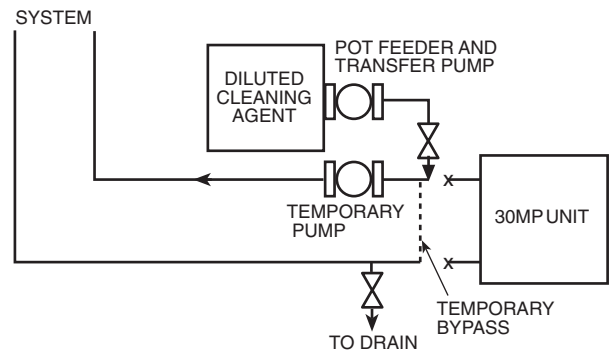 SYSTEM
POT FEEDER AND
TRANSFER PUMP
DILUTED
CLEANING
AGENT
X
TEMPORARY
PUMP
30MP UNIT
X
TEMPORARY
BYPASS
TO DRAIN